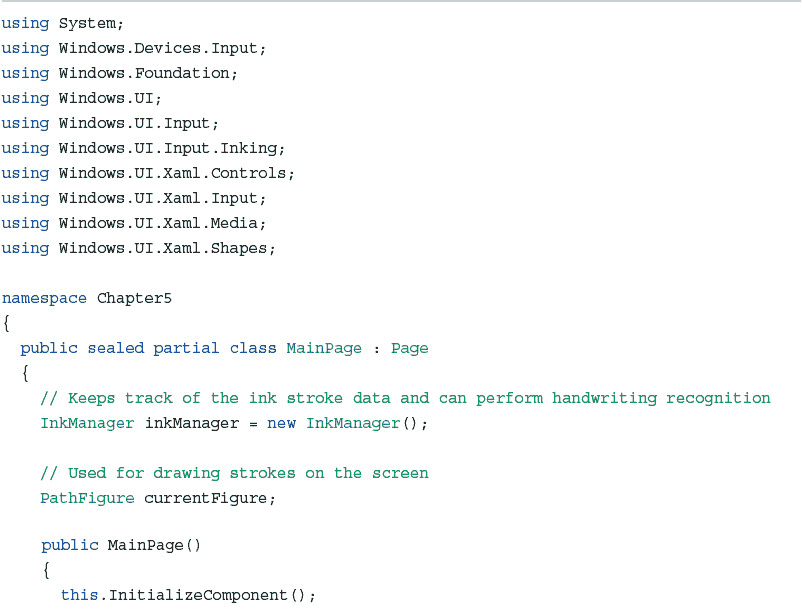 using System;
using Windows.Devices.Input;
using Windows.Foundation;
using Windows.UI;
using Windows.UI.Input;
using Windows.UI.Input.Inking;
using Windows.UI.Xaml.Controls;
using Windows.UI.Xaml.Input;
using Windows.UI.Xaml.Media;
using Windows.UI.Xaml.Shapes;

namespace Chapter5
{
  public sealed partial class MainPage : Page
  {
    // Keeps track of the ink stroke data and can perform handwriting recognition
    InkManager inkManager = new InkManager();

    // Used for drawing strokes on the screen
    PathFigure currentFigure;

    public MainPage()
    {
      this.InitializeComponent();